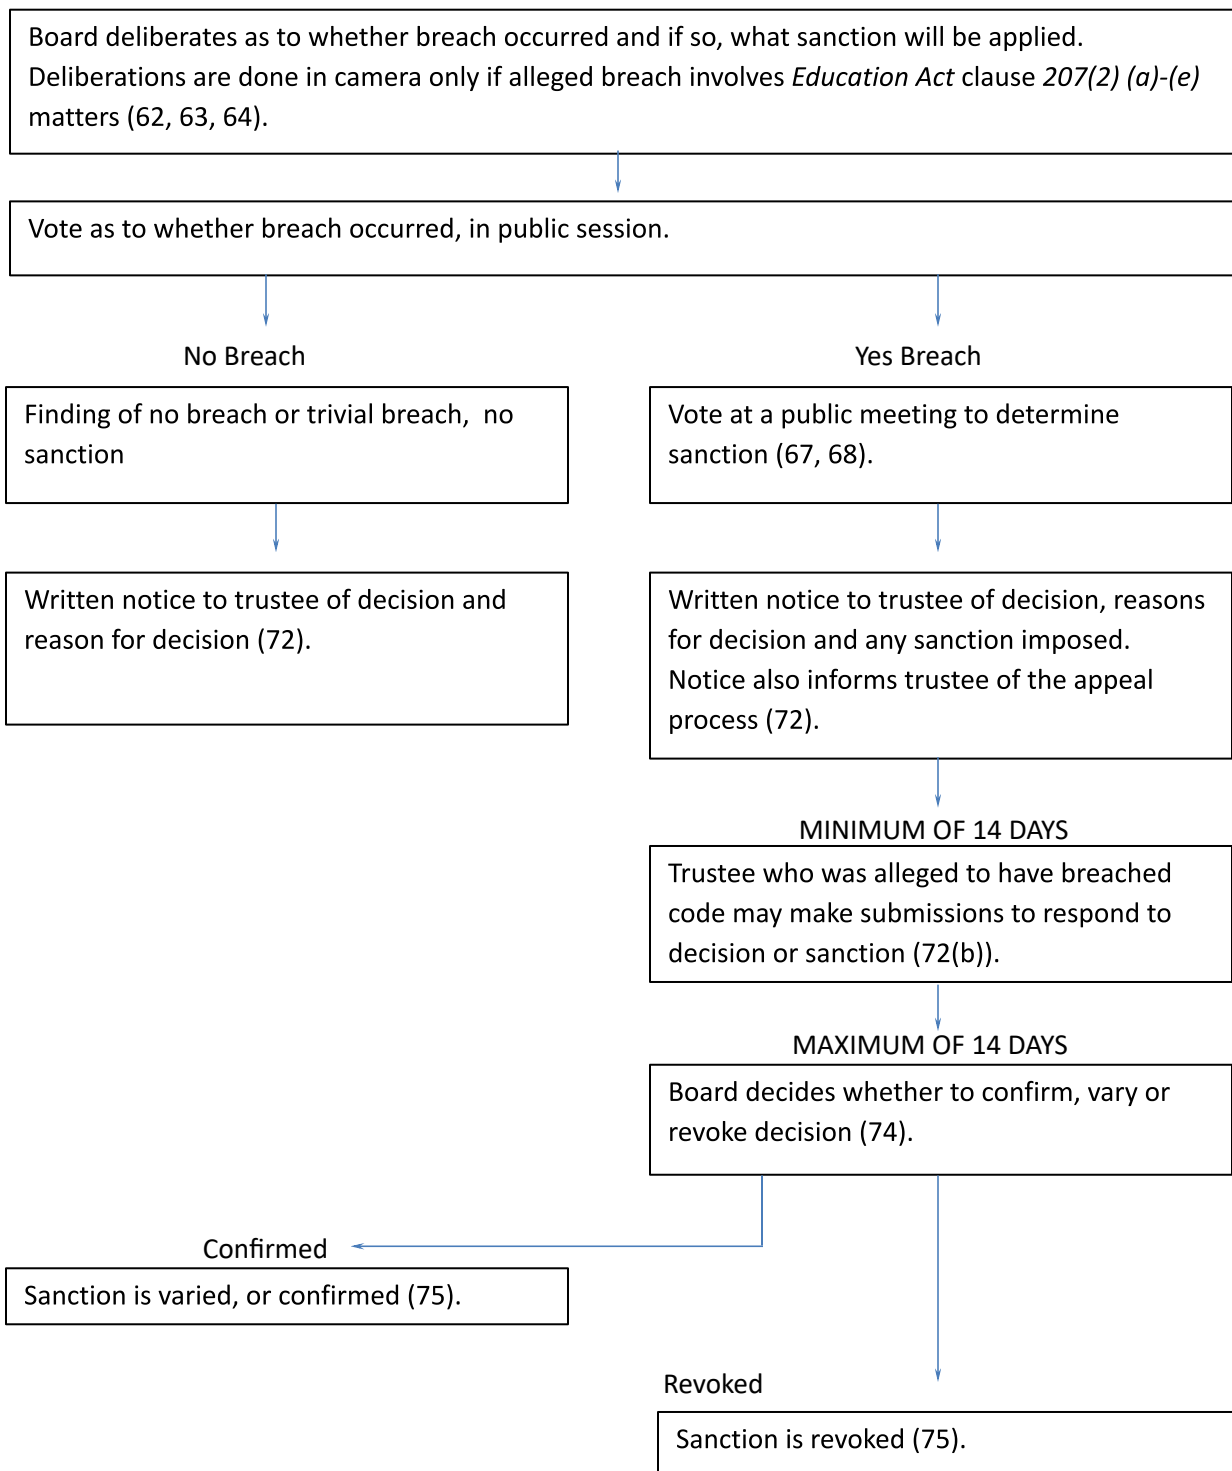 Board deliberates as to whether breach occurred and if so, what sanction will be applied.
Deliberations are done in camera only if alleged breach involves Education Act clause 207(2) (a)-(e)
matters (62, 63, 64).
Vote as to whether breach occurred, in public session.
No Breach
Yes Breach
Finding of no breach or trivial breach,  no
sanction
Vote at a public meeting to determine
sanction (67, 68).
Written notice to trustee of decision and
reason for decision (72).
Written notice to trustee of decision, reasons
for decision and any sanction imposed.
Notice also informs trustee of the appeal
process (72).
MINIMUM OF 14 DAYS
Trustee who was alleged to have breached
code may make submissions to respond to
decision or sanction (72(b)).
MAXIMUM OF 14 DAYS
Board decides whether to confirm, vary or
revoke decision (74).
Confirmed
Sanction is varied, or confirmed (75).
Revoked
Sanction is revoked (75).